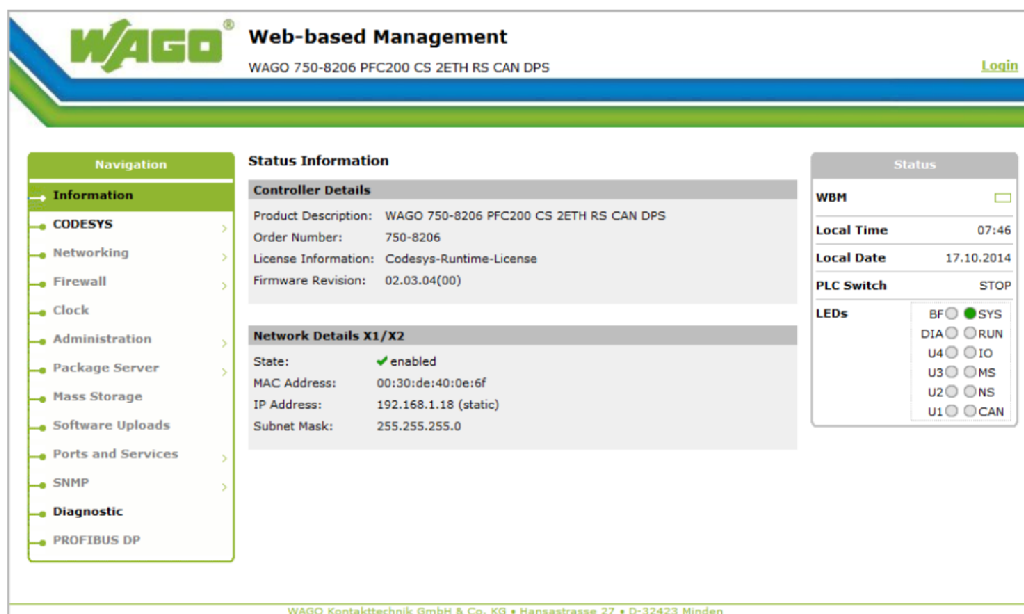 WAGO®
Web-based Management
WAGO 750-8206 PFC200 CS 2ETH RS CAN DPS
Login
Navigation
Information
CODESYS
Networking
Firewall
Clock
Administration
Package Server
Mass Storage
Software Uploads
Ports and Services
SNMP
Diagnostic
PROFIBUS DP
Status Information
Controller Details
Product Description: WAGO 750-8206 PFC200 CS 2ETH RS CAN DPS
Order Number: 750-8206
License Information: Codesys-Runtime-License
Firmware Revision: 02.03.04(00)
Network Details X1/X2
State: enabled
MAC Address: 00:30:de:40:0e:6f
IP Address: 192.168.1.18 (static)
Subnet Mask: 255.255.255.0
Status
WBM
Local Time 07:46
Local Date 17.10.2014
PLC Switch STOP
LEDs BF SYS
DIA RUN
U4 IO
U3 MS
U2 NS
U1 CAN
WAGO Kontakttechnik GmbH & Co. KG • Hansastrasse 27 • D-32423 Minden